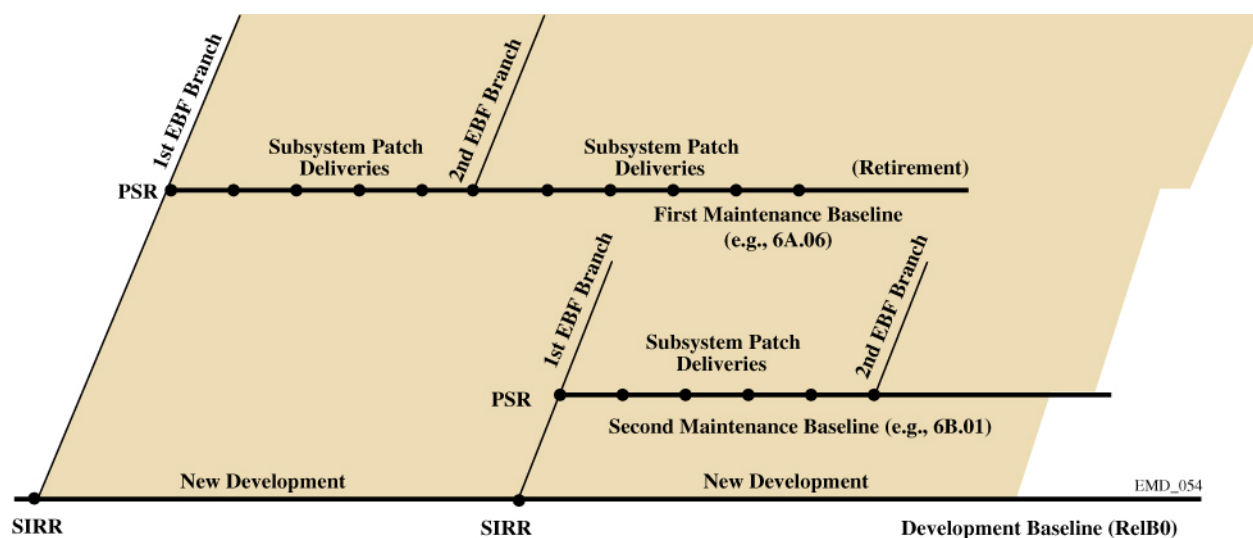 1st EBF Branch
Subsystem Patch
Deliveries
2nd EBF Branch
Subsystem Patch
Deliveries
(Retirement)
PSR
First Maintenance Baseline
(e.g., 6A.06)
1st EBF Branch
Subsystem Patch
Deliveries
2nd EBF Branch
PSR
Second Maintenance Baseline (e.g., 6B.01)
New Development
New Development
EMD_054
SIRR
SIRR
Development Baseline (RelB0)